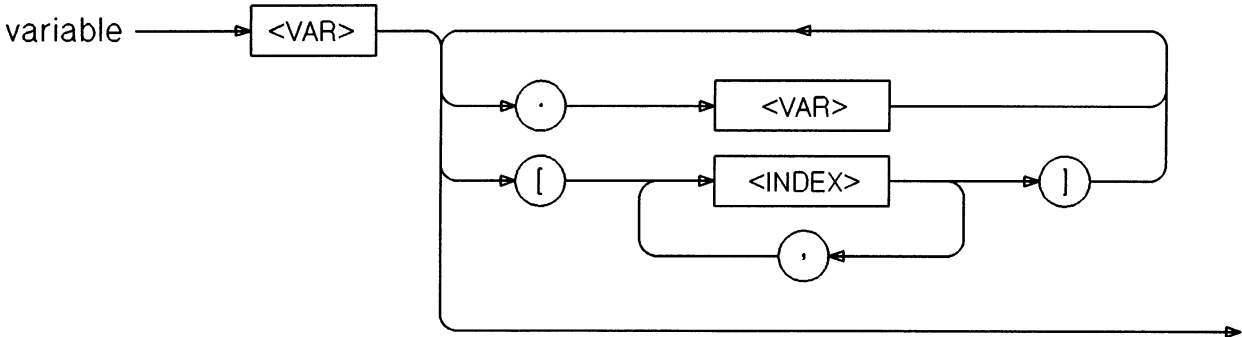 variable <VAR>
. <VAR>
[ <INDEX> ]
,